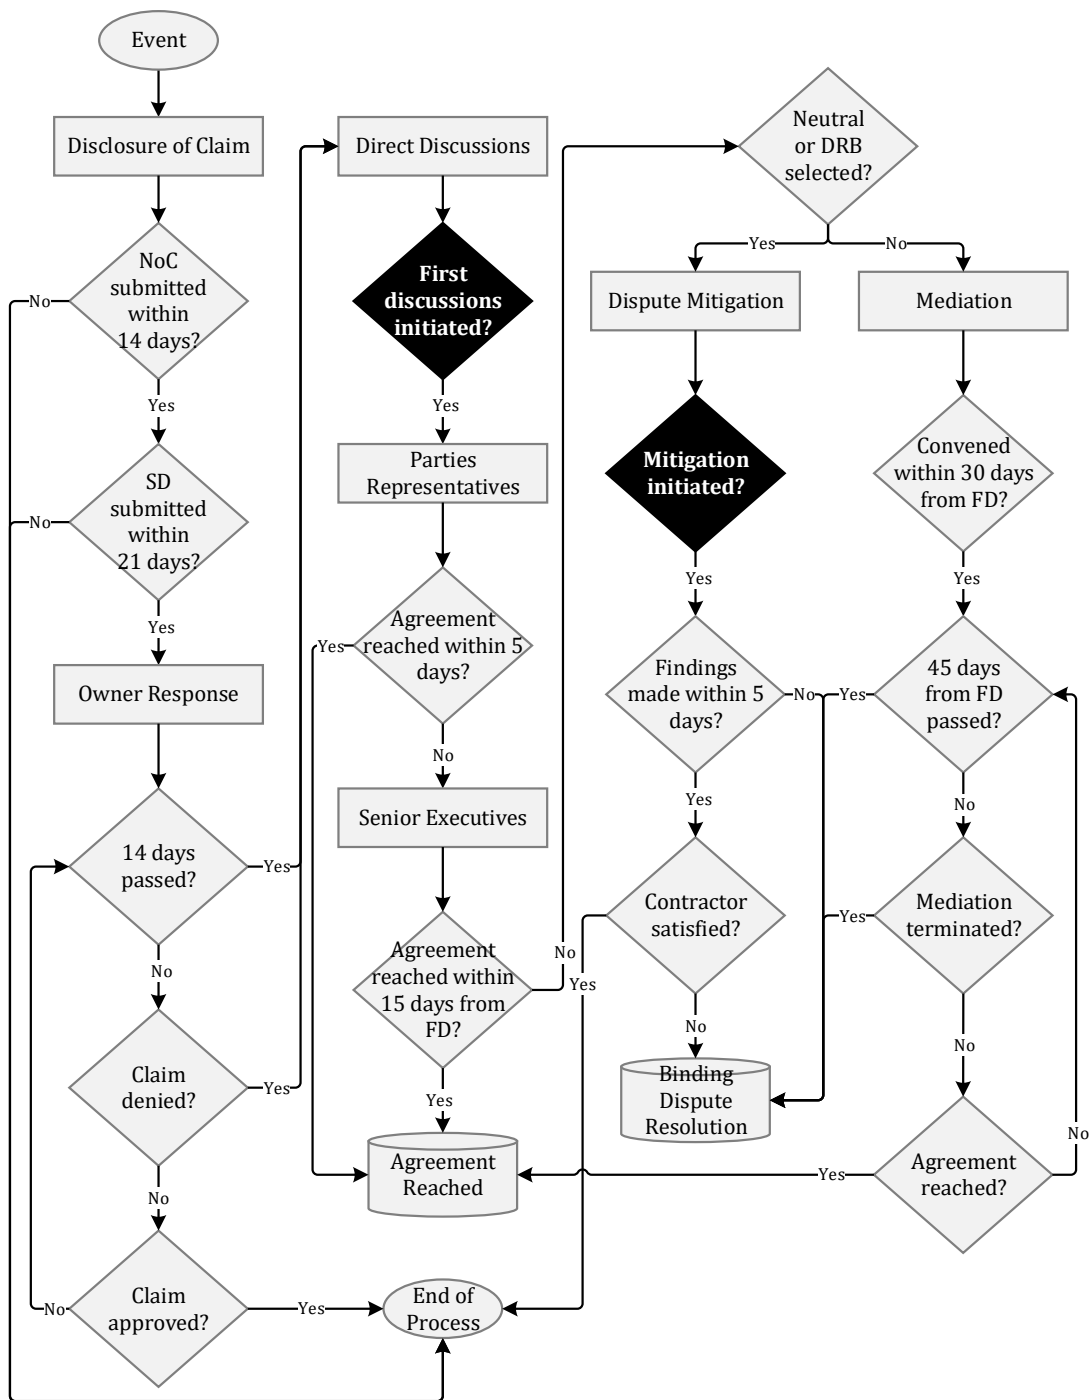 Event
Disclosure of Claim
NoC
submitted
within
14 days?
No
Yes
SD
submitted
within
21 days?
No
Yes
Owner Response
14 days
passed?
Yes
No
Claim
denied?
Yes
No
Claim
approved?
No
Yes
Direct Discussions
First
discussions
initiated?
Yes
Parties
Representatives
Agreement
reached within 5
days?
Yes
No
Senior Executives
Agreement
reached within
15 days from
FD?
No
Yes
Agreement
Reached
End of
Process
Neutral
or DRB
selected?
Yes
No
Dispute Mitigation
Mitigation
initiated?
Yes
Findings
made within 5
days?
No
Yes
Contractor
satisfied?
Yes
No
Binding
Dispute
Resolution
Mediation
Convened
within 30 days
from FD?
Yes
45 days
from FD
passed?
Yes
No
Mediation
terminated?
Yes
No
Agreement
reached?
Yes
No